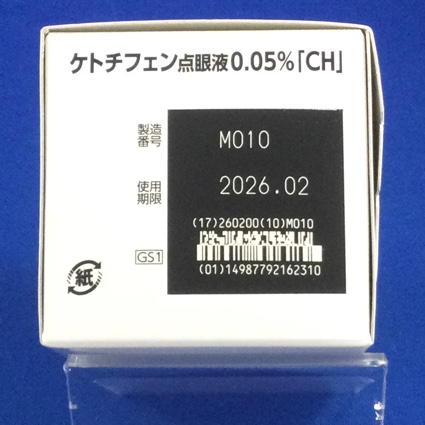 ケトチフェン点眼液0.05%「CH」
製造番号 M010
使用期限 2026.02
(17)260200(10)M010
GS1
(01)14987792162310
紙